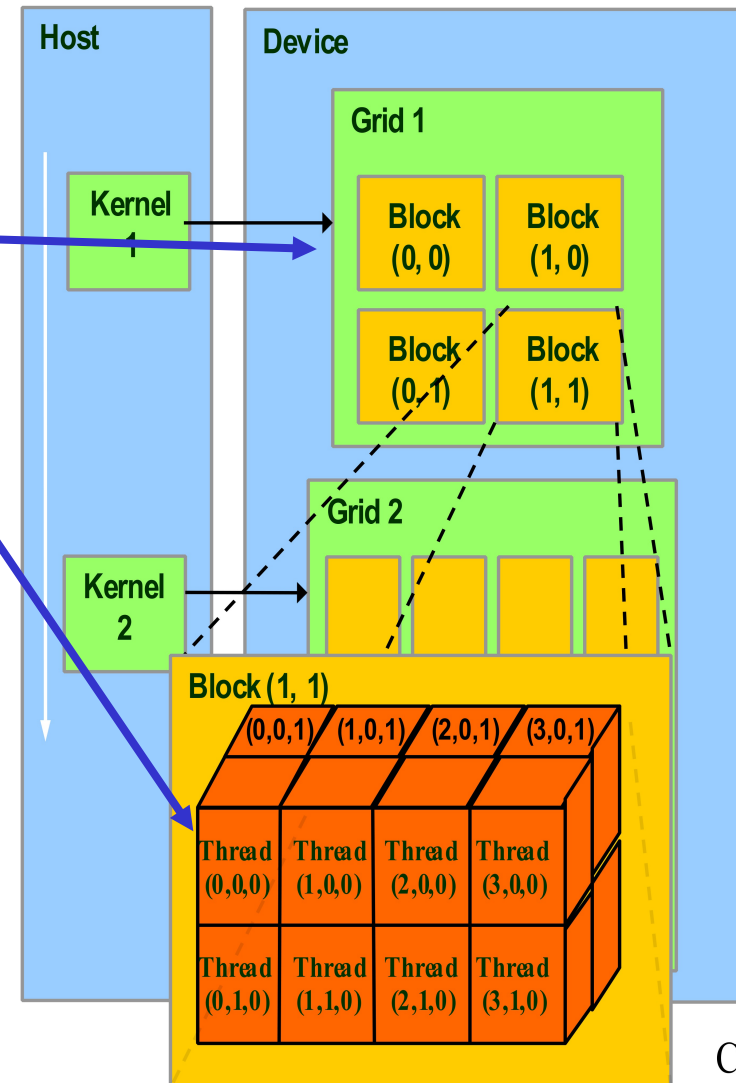 Host
Device
Grid 1
Kernel
1
Block
(0, 0)
Block
(1, 0)
Block
(0, 1)
Block
(1, 1)
Grid 2
Kernel
2
Block (1, 1)
(0,0,1) (1,0,1) (2,0,1) (3,0,1)
Thread
(0,0,0)
Thread
(1,0,0)
Thread
(2,0,0)
Thread
(3,0,0)
Thread
(0,1,0)
Thread
(1,1,0)
Thread
(2,1,0)
Thread
(3,1,0)